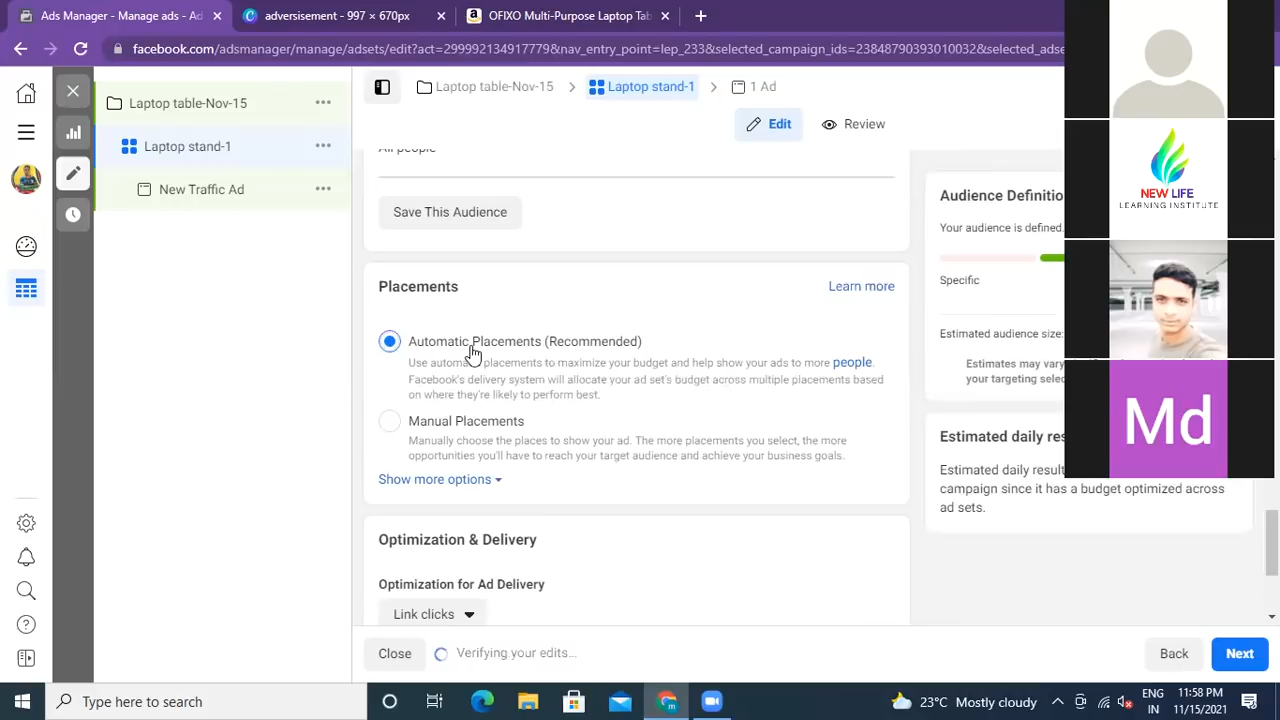 Ads Manager - Manage ads - Ad
adversisement - 997 × 670px
OFIXO Multi-Purpose Laptop Tab
facebook.com/adsmanager/manage/adsets/edit?act=299992134917779&nav_entry_point=lep_233&selected_campaign_ids=23848790393010032&selected_adse
Laptop table-Nov-15
Laptop stand-1
New Traffic Ad
Laptop table-Nov-15
Laptop stand-1
1 Ad
Edit
Review
All people
Save This Audience
Placements
Learn more
Automatic Placements (Recommended)
Use automatic placements to maximize your budget and help show your ads to more people.
Facebook's delivery system will allocate your ad set's budget across multiple placements based
on where they're likely to perform best.
Manual Placements
Manually choose the places to show your ad. The more placements you select, the more
opportunities you'll have to reach your target audience and achieve your business goals.
Show more options
Optimization & Delivery
Optimization for Ad Delivery
Link clicks
Close
Verifying your edits...
Back
Next
Audience Definitio
Your audience is defined.
Specific
Estimated audience size:
Estimates may vary
your targeting selec
Estimated daily resu
Estimated daily result
campaign since it has a budget optimized across
ad sets.
NEW LIFE
LEARNING INSTITUTE
Md
Type here to search
23°C Mostly cloudy
ENG
IN
11:58 PM
11/15/2021